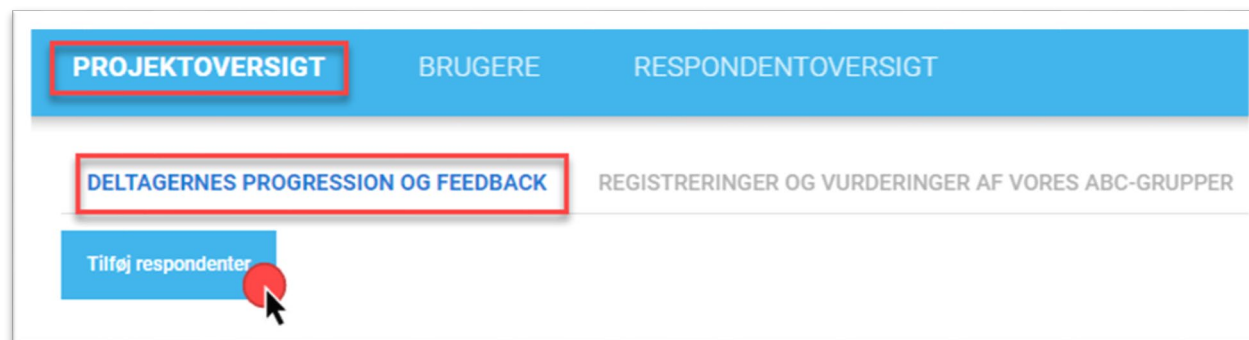 PROJEKTOVERSIGT BRUGERE RESPONDENTOVERSIGT
DELTAGERNES PROGRESSION OG FEEDBACK REGISTRERINGER OG VURDERINGER AF VORES ABC-GRUPPER
Tilføj respondenter